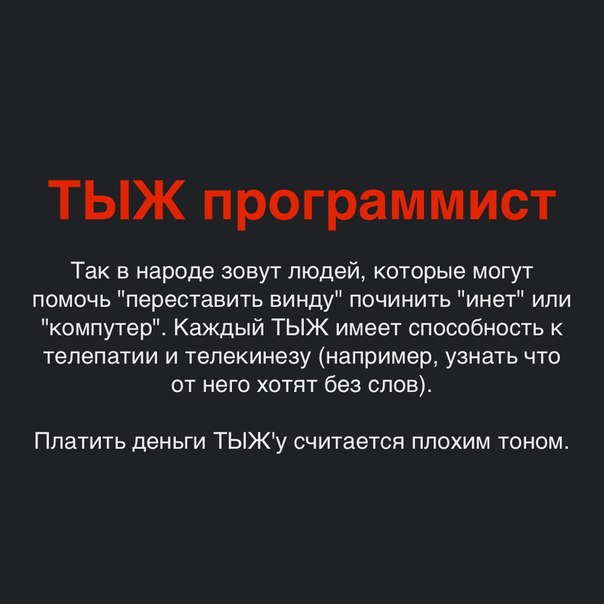 ТЫЖ программист
Так в народе зовут людей, которые могут
помочь "переставить винду" починить "инет" или
"компутер". Каждый ТЫЖ имеет способность к
телепатии и телекинезу (например, узнать что
от него хотят без слов).
Платить деньги ТЫЖ'у считается плохим тоном.